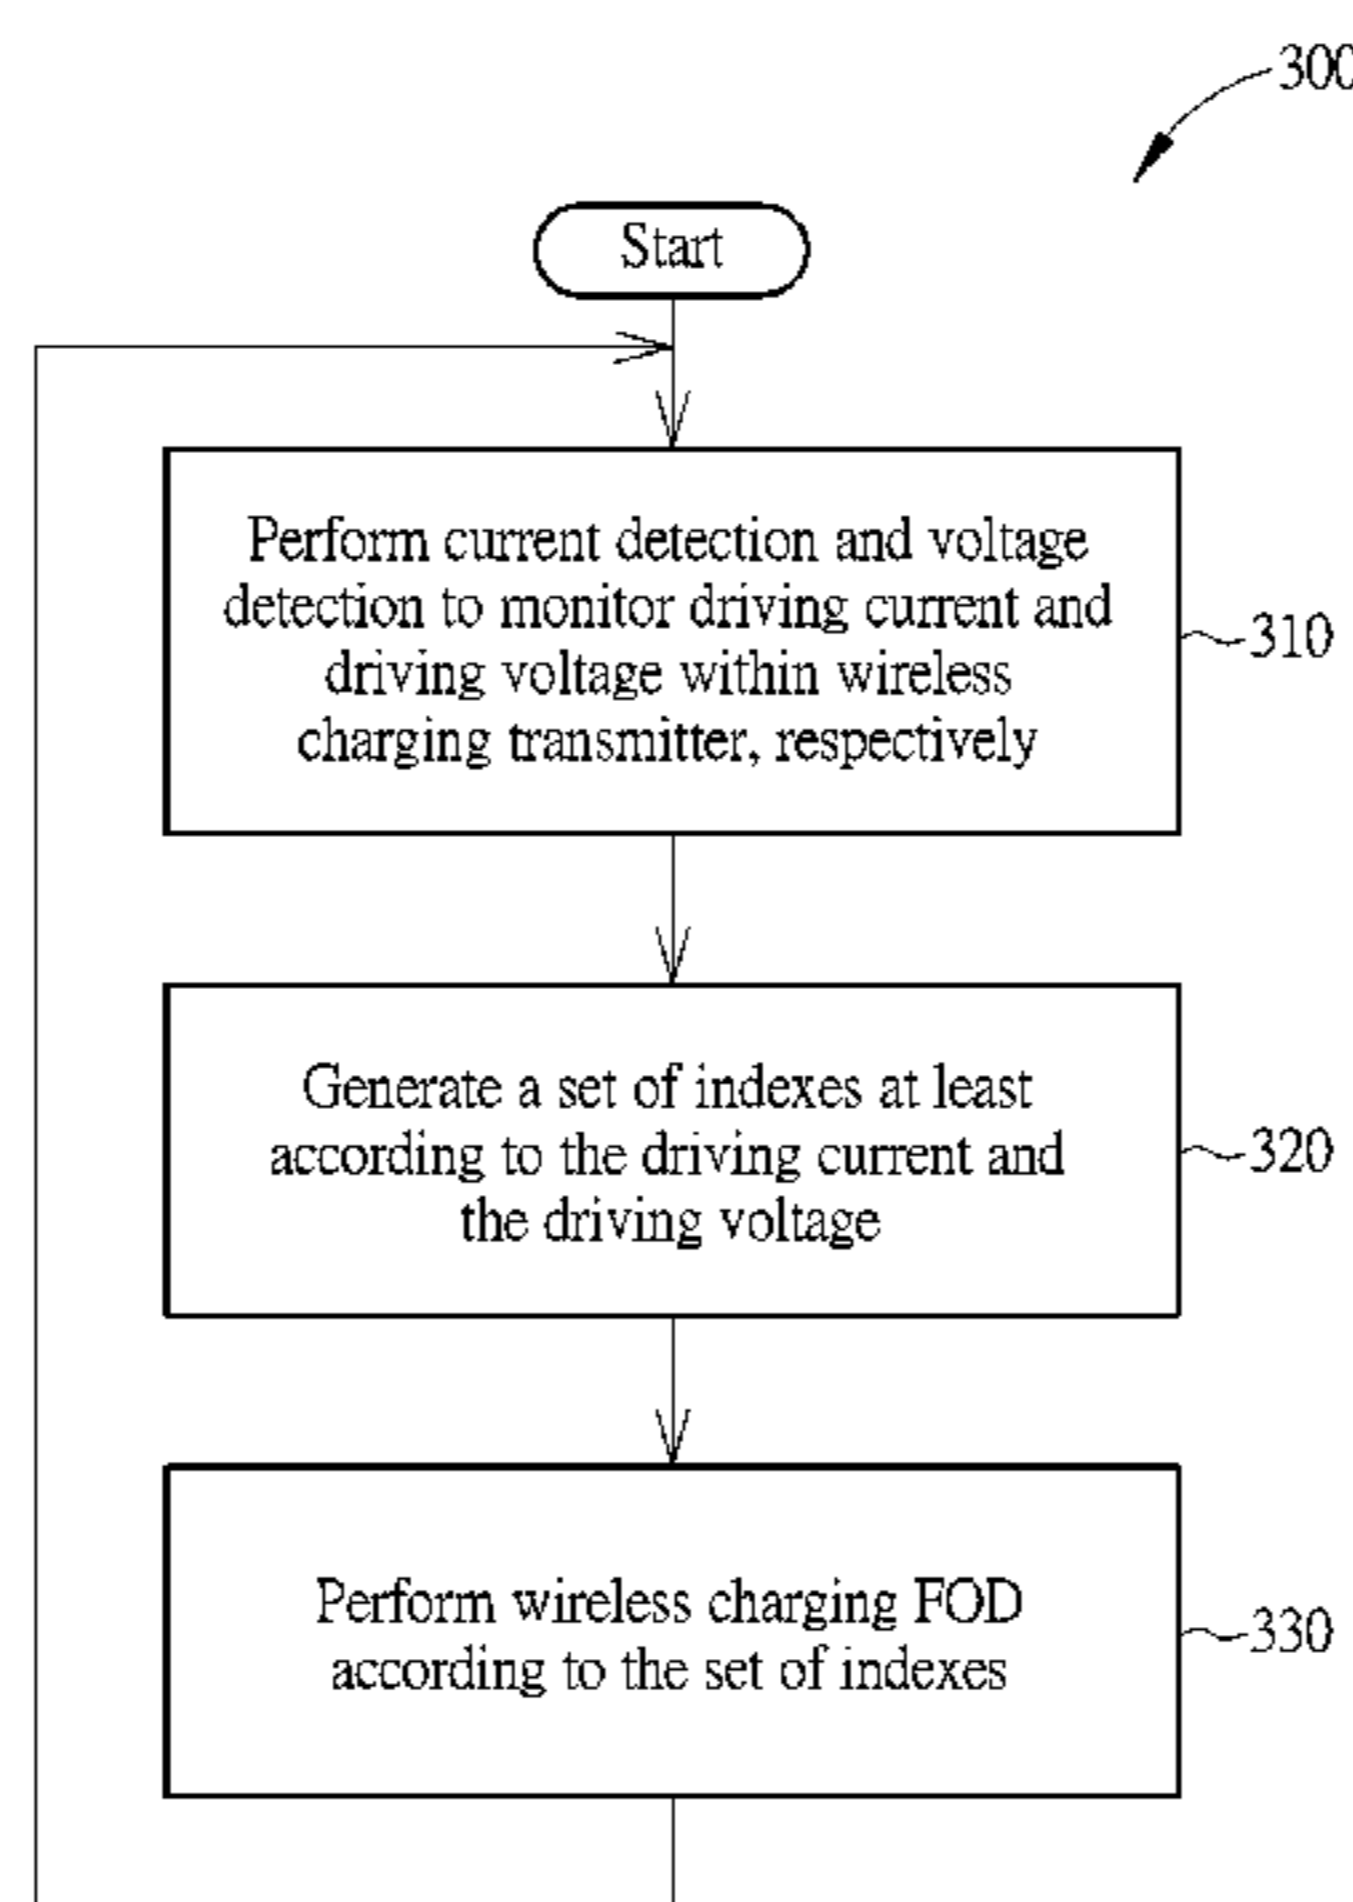 300
Start
Perform current detection and voltage
detection to monitor driving current and
driving voltage within wireless
charging transmitter, respectively
310
Generate a set of indexes at least
according to the driving current and
the driving voltage
320
Perform wireless charging FOD
according to the set of indexes
330